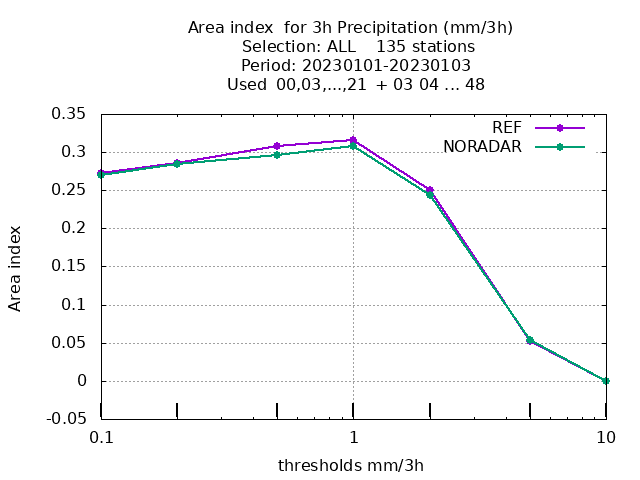 Area index  for 3h Precipitation (mm/3h)
Selection: ALL    135 stations
Period: 20230101-20230103
Used  00,03,...,21  + 03 04 ... 48
REF
NORADAR
0.35
0.3
0.25
0.2
0.15
0.1
0.05
0
-0.05
Area index
0.1
1
10
thresholds mm/3h